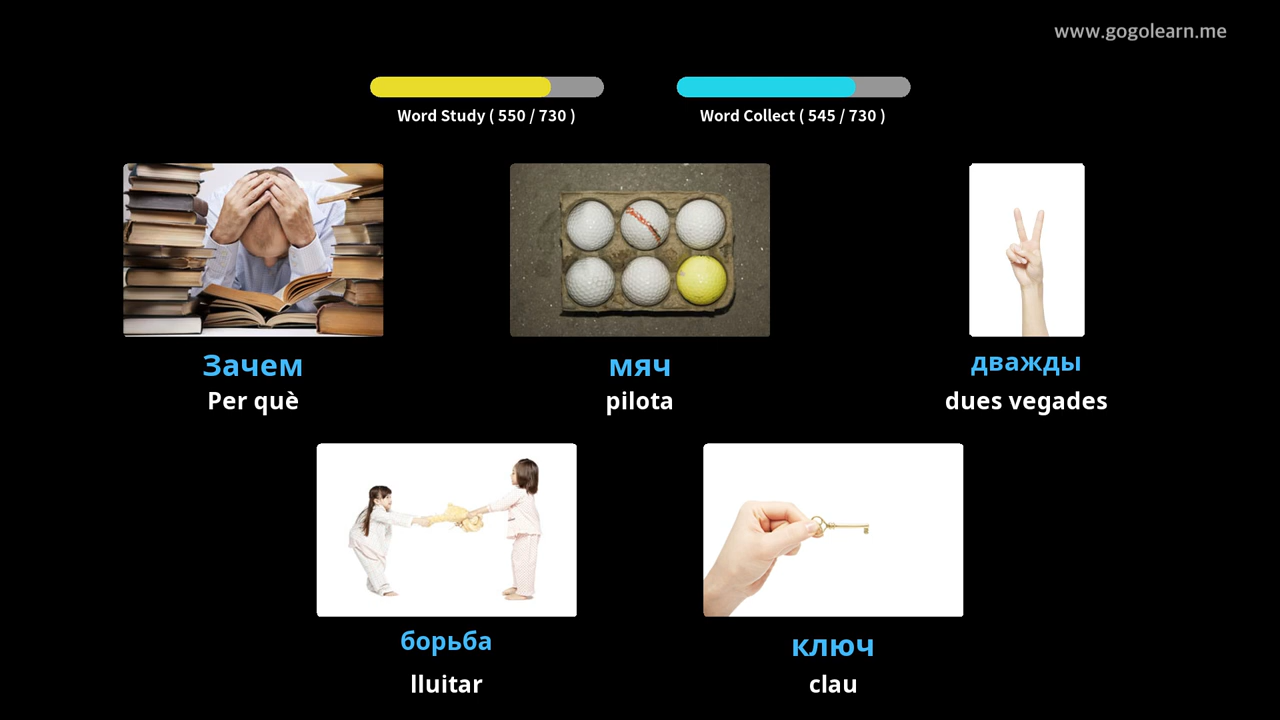 www.gogolearn.me
Word Study ( 550 / 730 )
Word Collect ( 545 / 730 )
Зачем
Per què
мяч
pilota
дважды
dues vegades
борьба
lluitar
ключ
clau